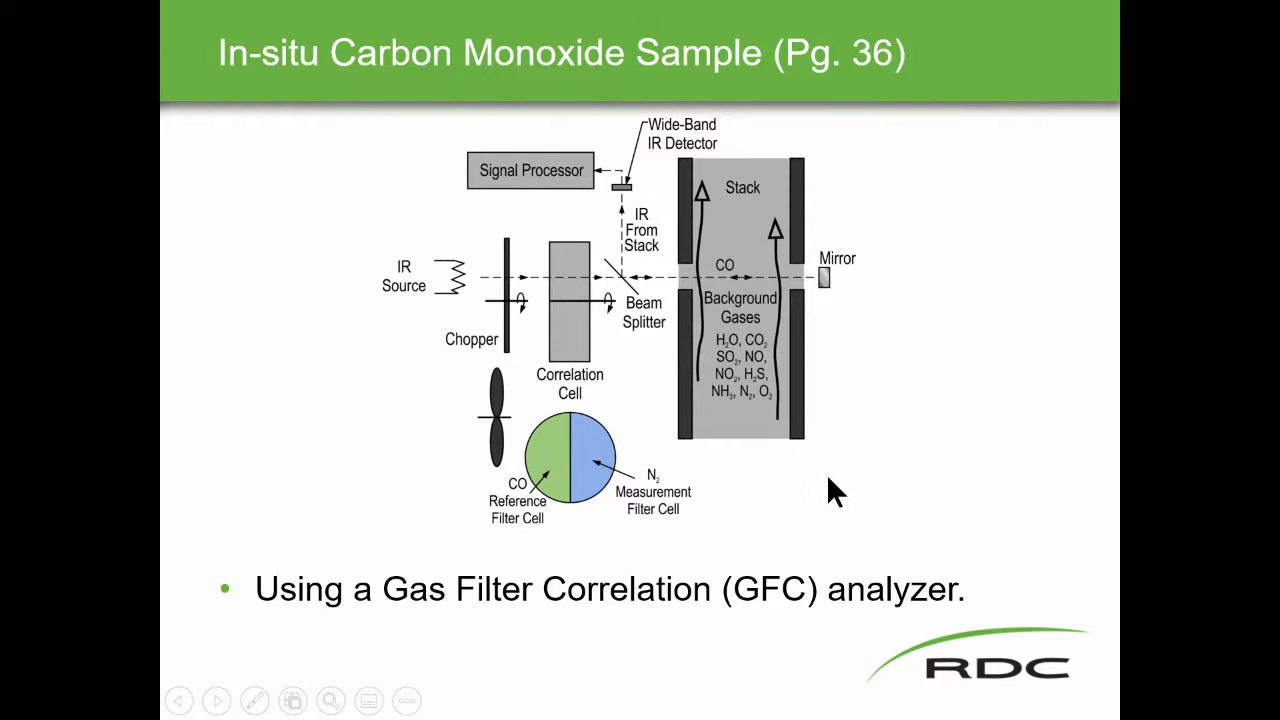 In-situ Carbon Monoxide Sample (Pg. 36)
Wide-Band
IR Detector
Signal Processor
Stack
IR
From
Stack
IR
Source
CO
Mirror
Beam
Splitter
Background
Gases
Chopper
H₂O, CO₂
SO₂, NO,
NO₂, H₂S,
NH₃, N₂, O₂
Correlation
Cell
CO
Reference
Filter Cell
N₂
Measurement
Filter Cell
• Using a Gas Filter Correlation (GFC) analyzer.
RDC